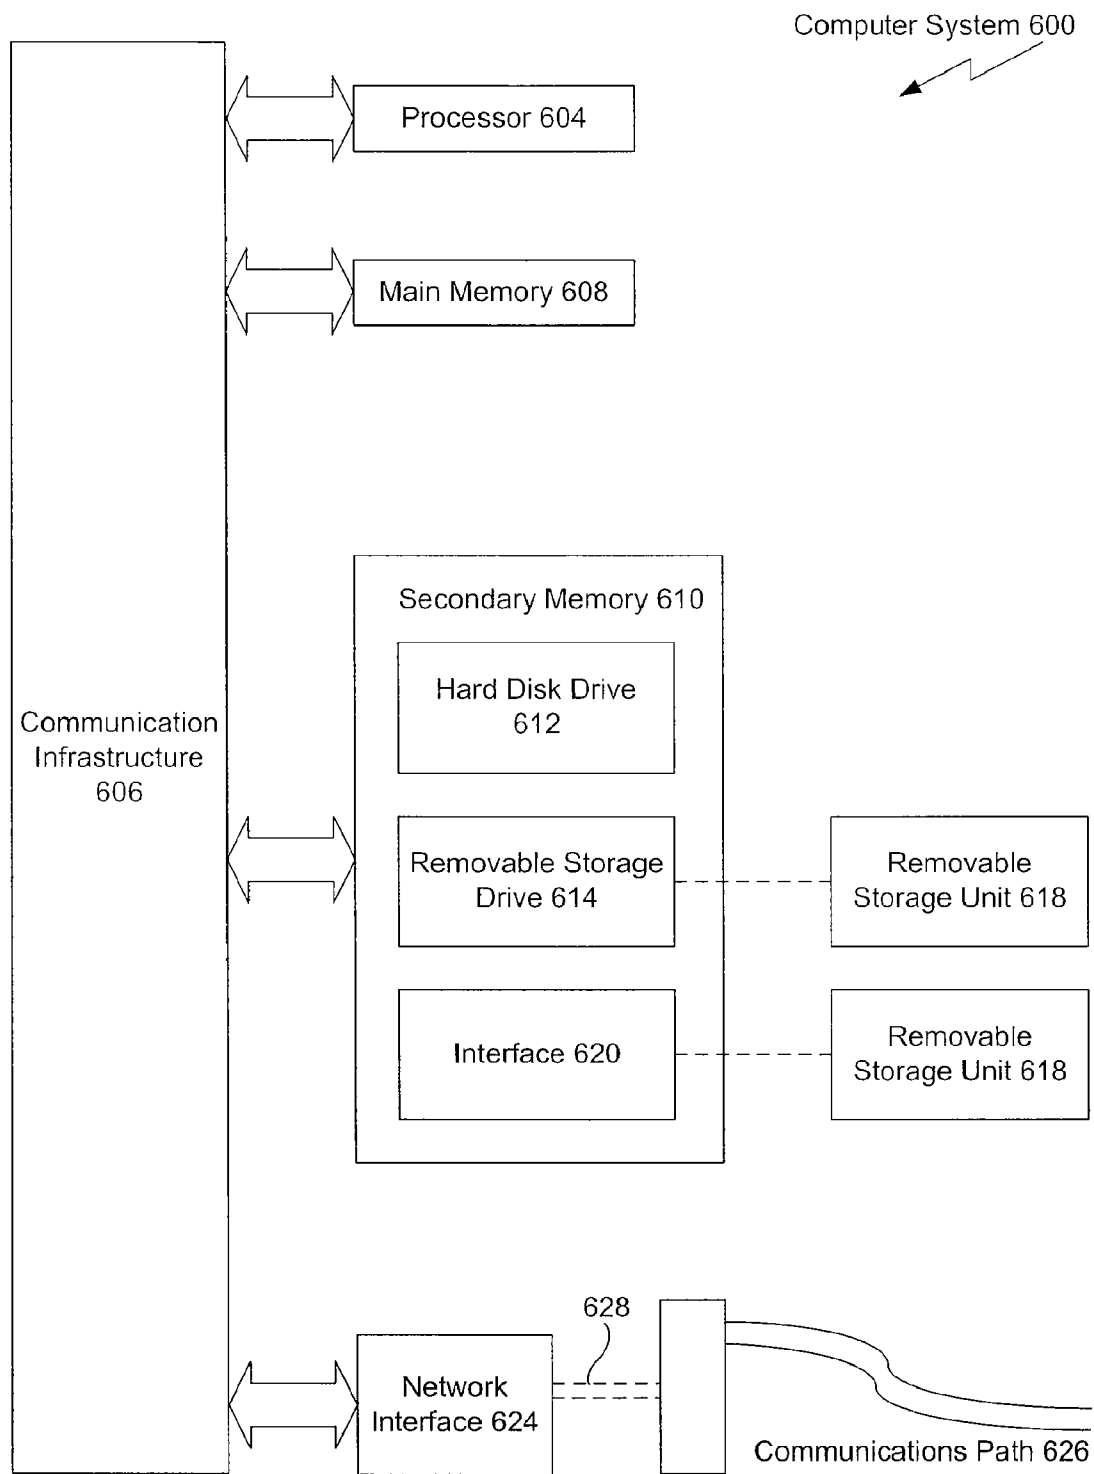 Computer System 600
Processor 604
Main Memory 608
Secondary Memory 610
Hard Disk Drive
612
Communication
Infrastructure
606
Removable Storage
Drive 614
Removable
Storage Unit 618
Interface 620
Removable
Storage Unit 618
628
Network
Interface 624
Communications Path 626